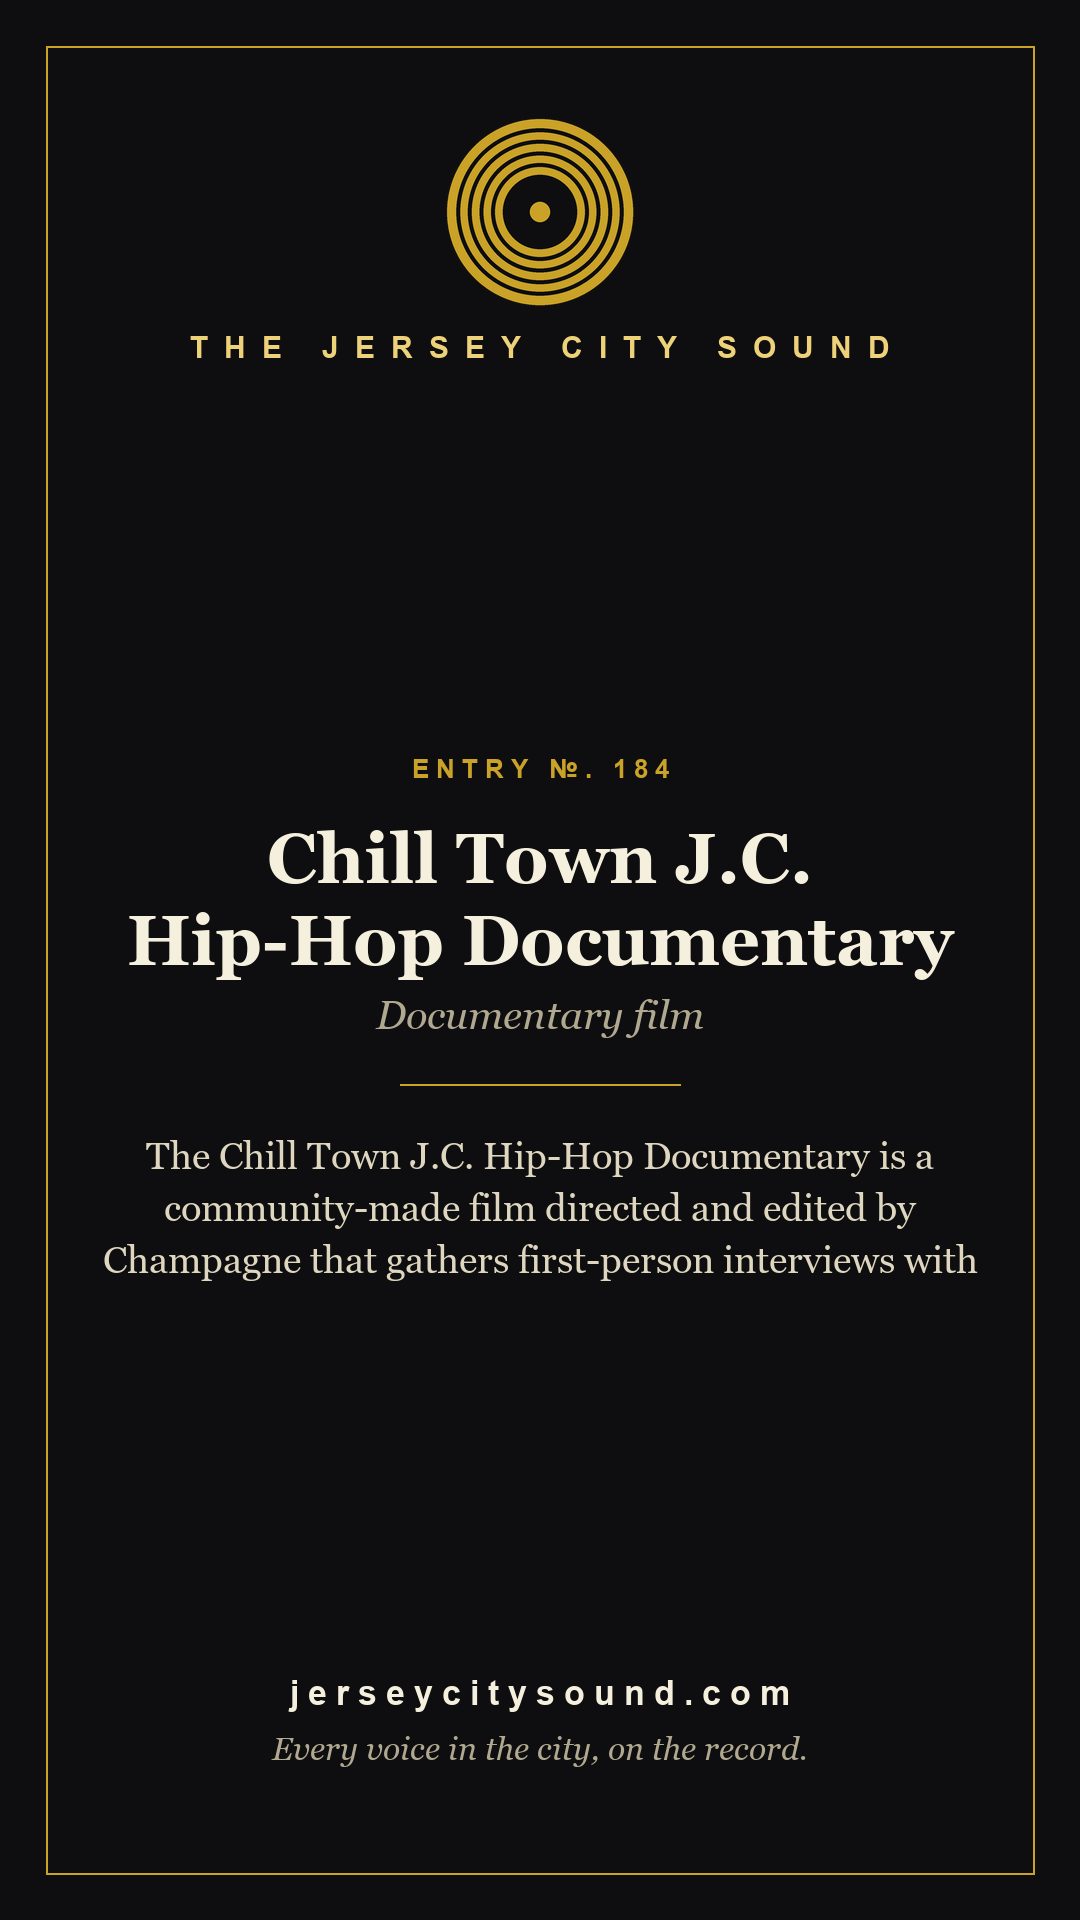 THE JERSEY CITY SOUND
ENTRY №. 184
Chill Town J.C.
Hip-Hop Documentary
Documentary film
The Chill Town J.C. Hip-Hop Documentary is a
community-made film directed and edited by
Champagne that gathers first-person interviews with
jerseycitysound.com
Every voice in the city, on the record.